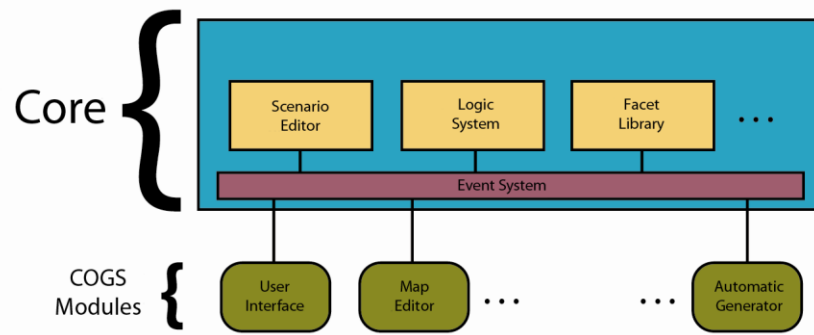 Core
Scenario
Editor
Logic
System
Facet
Library
...
Event System
COGS
Modules
User
Interface
Map
Editor
...
...
Automatic
Generator